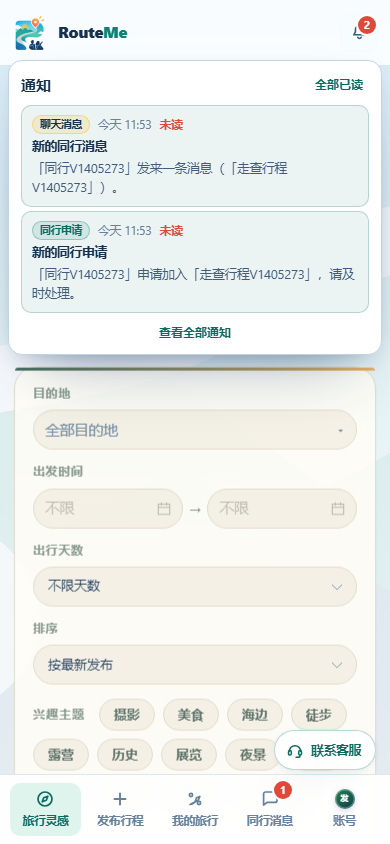 RouteMe
2
通知
全部已读
聊天消息 今天 11:53 未读
新的同行消息
「同行V1405273」发来一条消息（「走查行程
V1405273」）。
同行申请 今天 11:53 未读
新的同行申请
「同行V1405273」申请加入「走查行程V1405273」，请及
时处理。
查看全部通知
目的地
全部目的地
出发时间
不限 → 不限
出行天数
不限天数
排序
按最新发布
兴趣主题 摄影 美食 海边 徒步
露营 历史 展览 夜景
联系客服
1
发
旅行灵感 发布行程 我的旅行 同行消息 账号